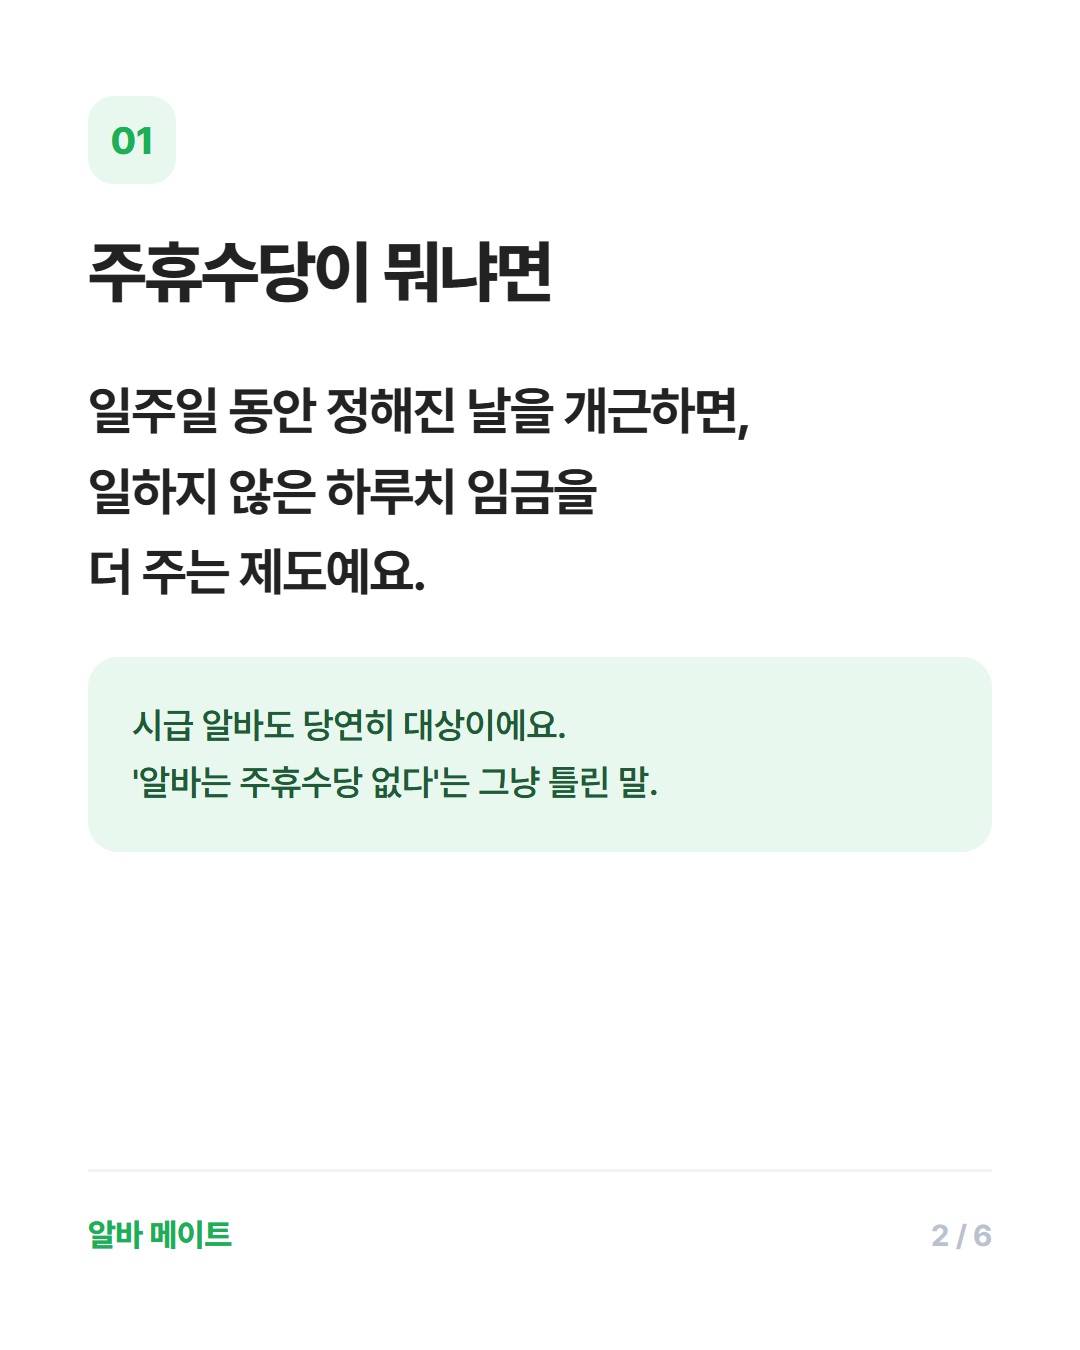 01
주휴수당이 뭐냐면
일주일 동안 정해진 날을 개근하면,
일하지 않은 하루치 임금을
더 주는 제도예요.
시급 알바도 당연히 대상이에요.
'알바는 주휴수당 없다'는 그냥 틀린 말.
알바 메이트
2 / 6